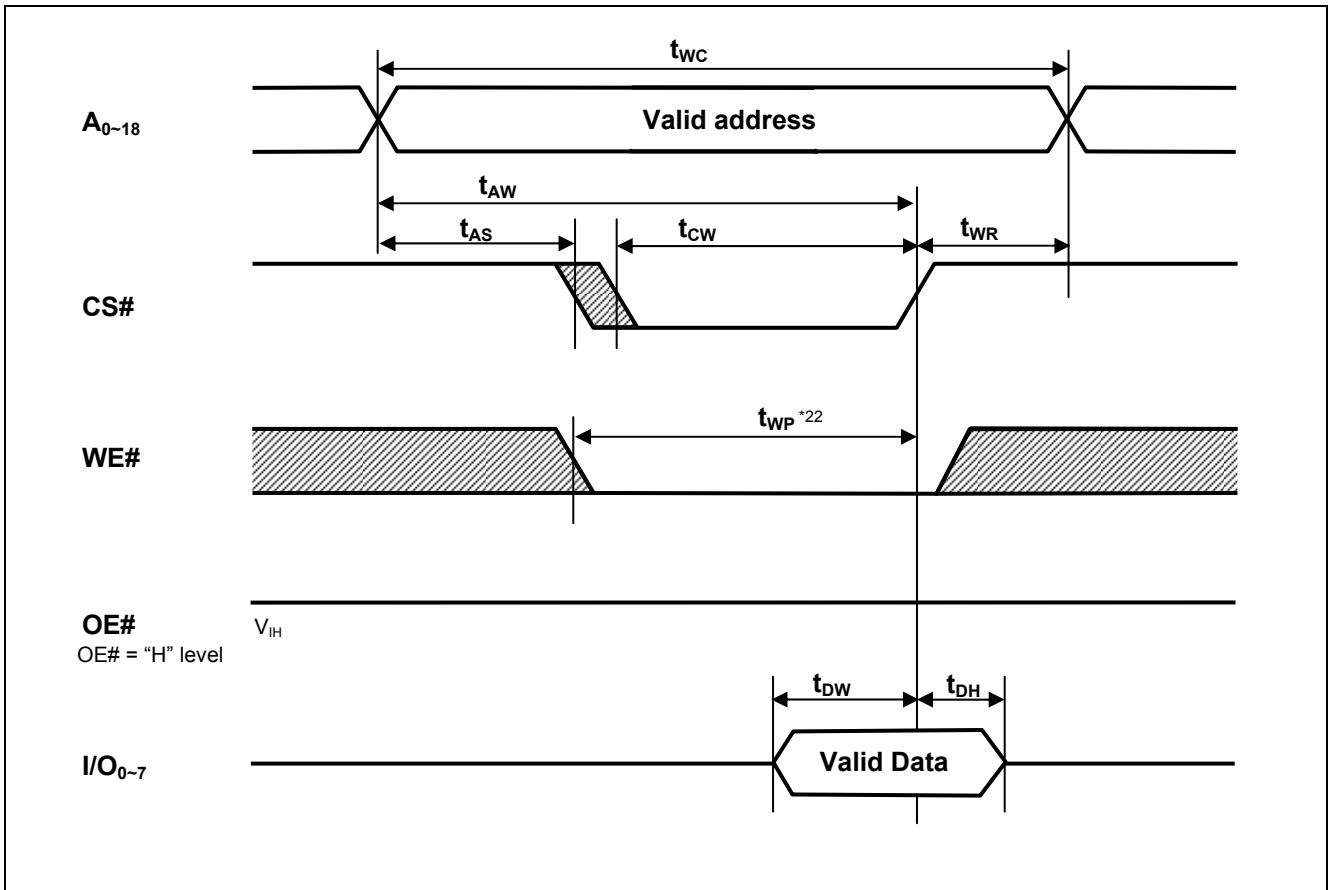 tWC
A0~18
Valid address
tAW
tAS
tCW
tWR
CS#
tWP *22
WE#
OE#
VIH
OE# = “H” level
tDW
tDH
I/O0~7
Valid Data